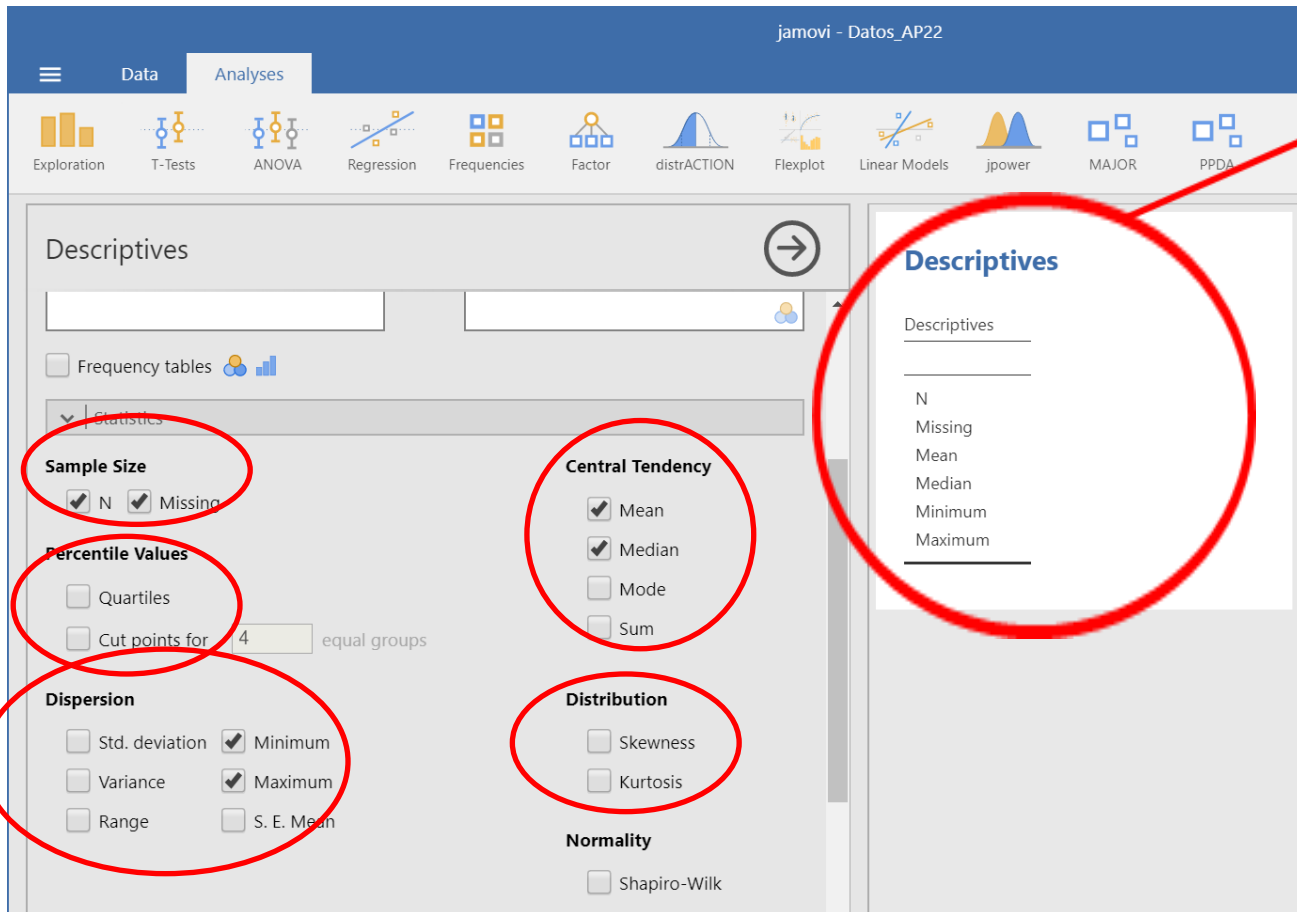 jamovi - Datos_AP22
Data Analyses
Exploration T-Tests ANOVA Regression Frequencies Factor distrACTION Flexplot Linear Models jpower MAJOR PPDA
Descriptives
Frequency tables
Statistics
Sample Size
N Missing
Percentile Values
Quartiles
Cut points for 4 equal groups
Dispersion
Std. deviation Minimum
Variance Maximum
Range S. E. Mean
Central Tendency
Mean
Median
Mode
Sum
Distribution
Skewness
Kurtosis
Normality
Shapiro-Wilk
Descriptives
Descriptives
N
Missing
Mean
Median
Minimum
Maximum